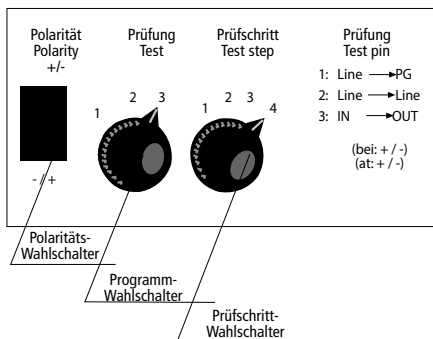 Polarität
Polarity
+/-
- / +
Prüfung
Test
1 2 3
Prüfschritt
Test step
1 2 3 4
Prüfung
Test pin
1: Line → PG
2: Line → Line
3: IN → OUT
(bei: + / -)
(at: + / -)
Polaritäts-
Wahlschalter
Programm-
Wahlschalter
Prüfschritt-
Wahlschalter